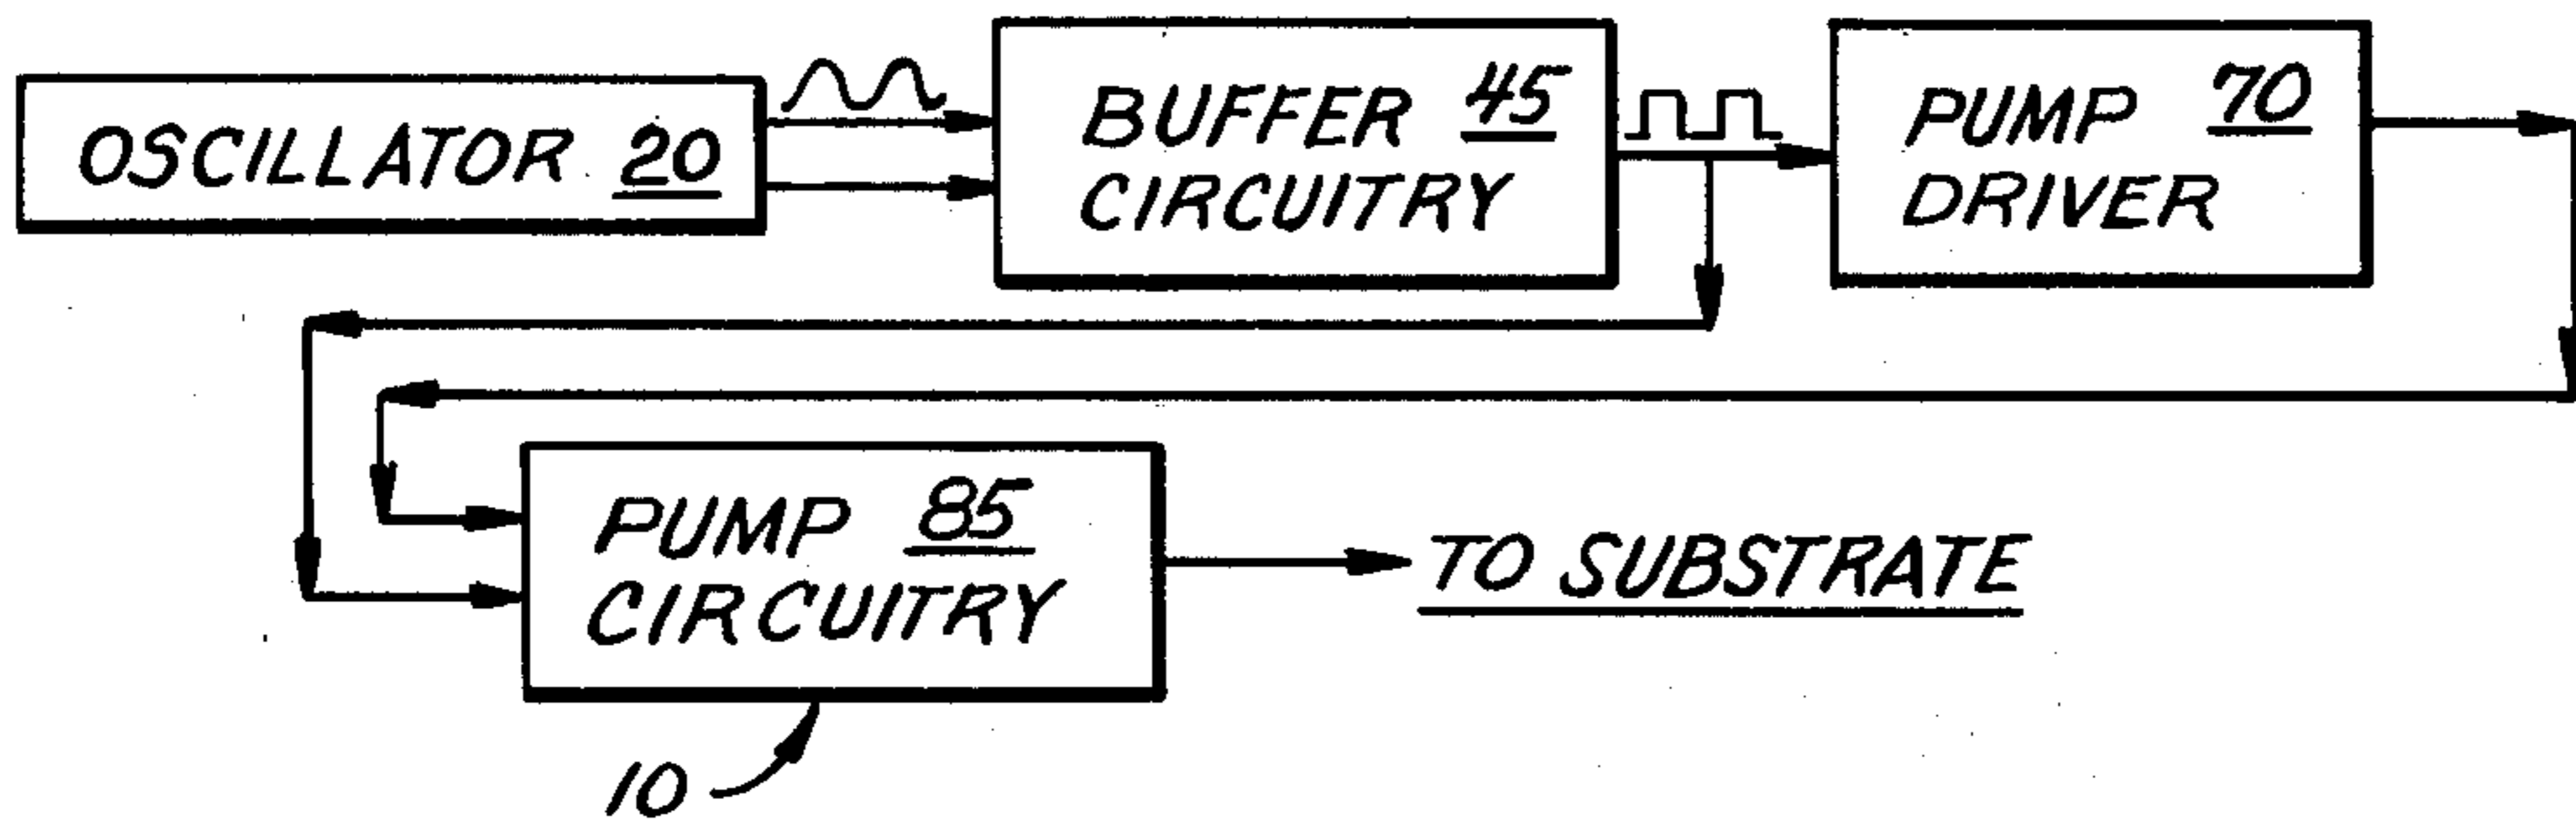 OSCILLATOR 20
BUFFER 45
CIRCUITRY
PUMP 70
DRIVER
PUMP 85
CIRCUITRY
TO SUBSTRATE
10